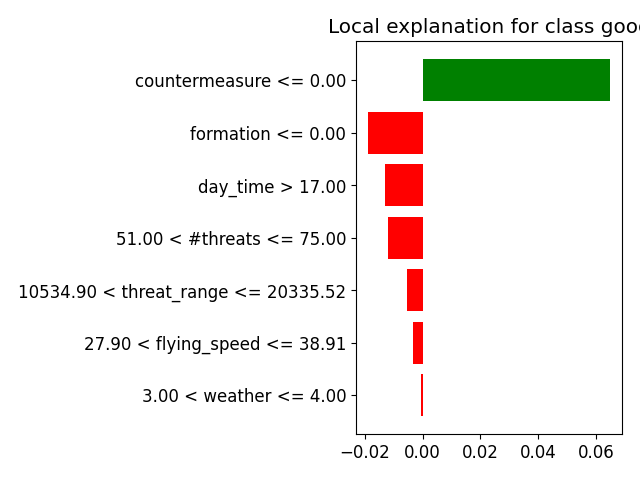 Local explanation for class good
countermeasure <= 0.00
formation <= 0.00
day_time > 17.00
51.00 < #threats <= 75.00
10534.90 < threat_range <= 20335.52
27.90 < flying_speed <= 38.91
3.00 < weather <= 4.00
−0.02 0.00 0.02 0.04 0.06